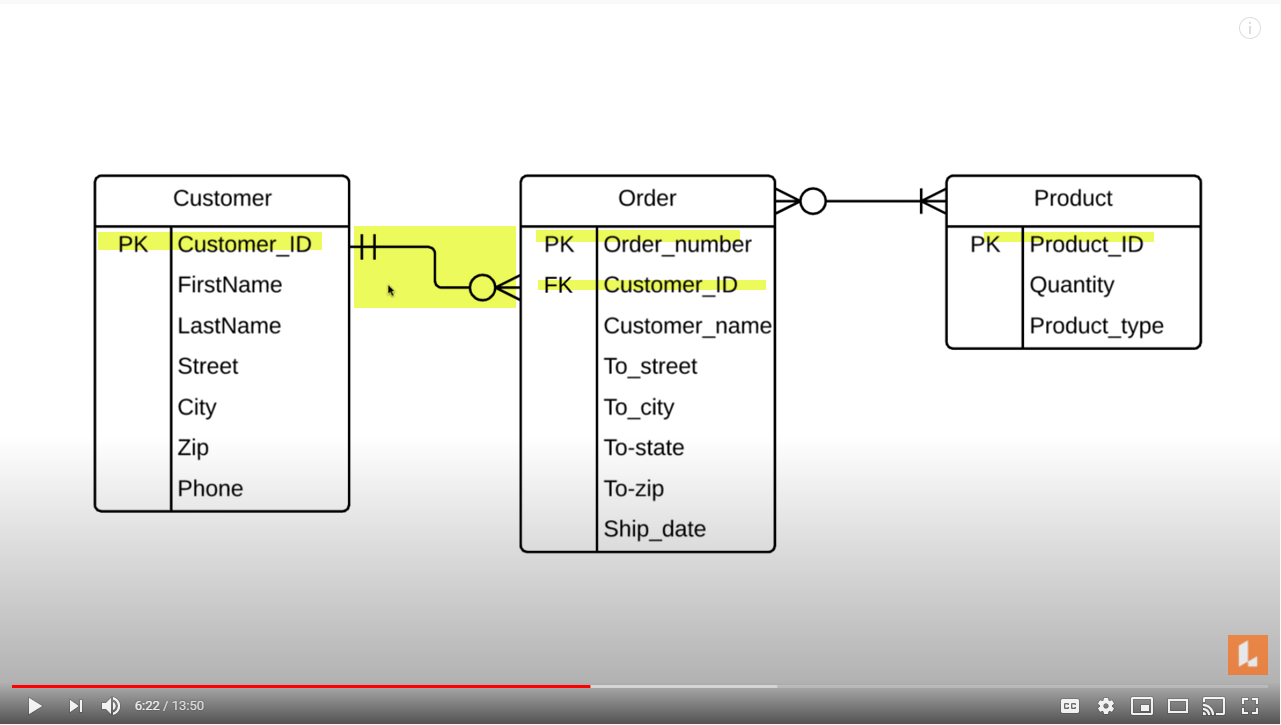 Customer
PK Customer_ID
FirstName
LastName
Street
City
Zip
Phone
Order
PK Order_number
FK Customer_ID
Customer_name
To_street
To_city
To-state
To-zip
Ship_date
Product
PK Product_ID
Quantity
Product_type
6:22 / 13:50
CC